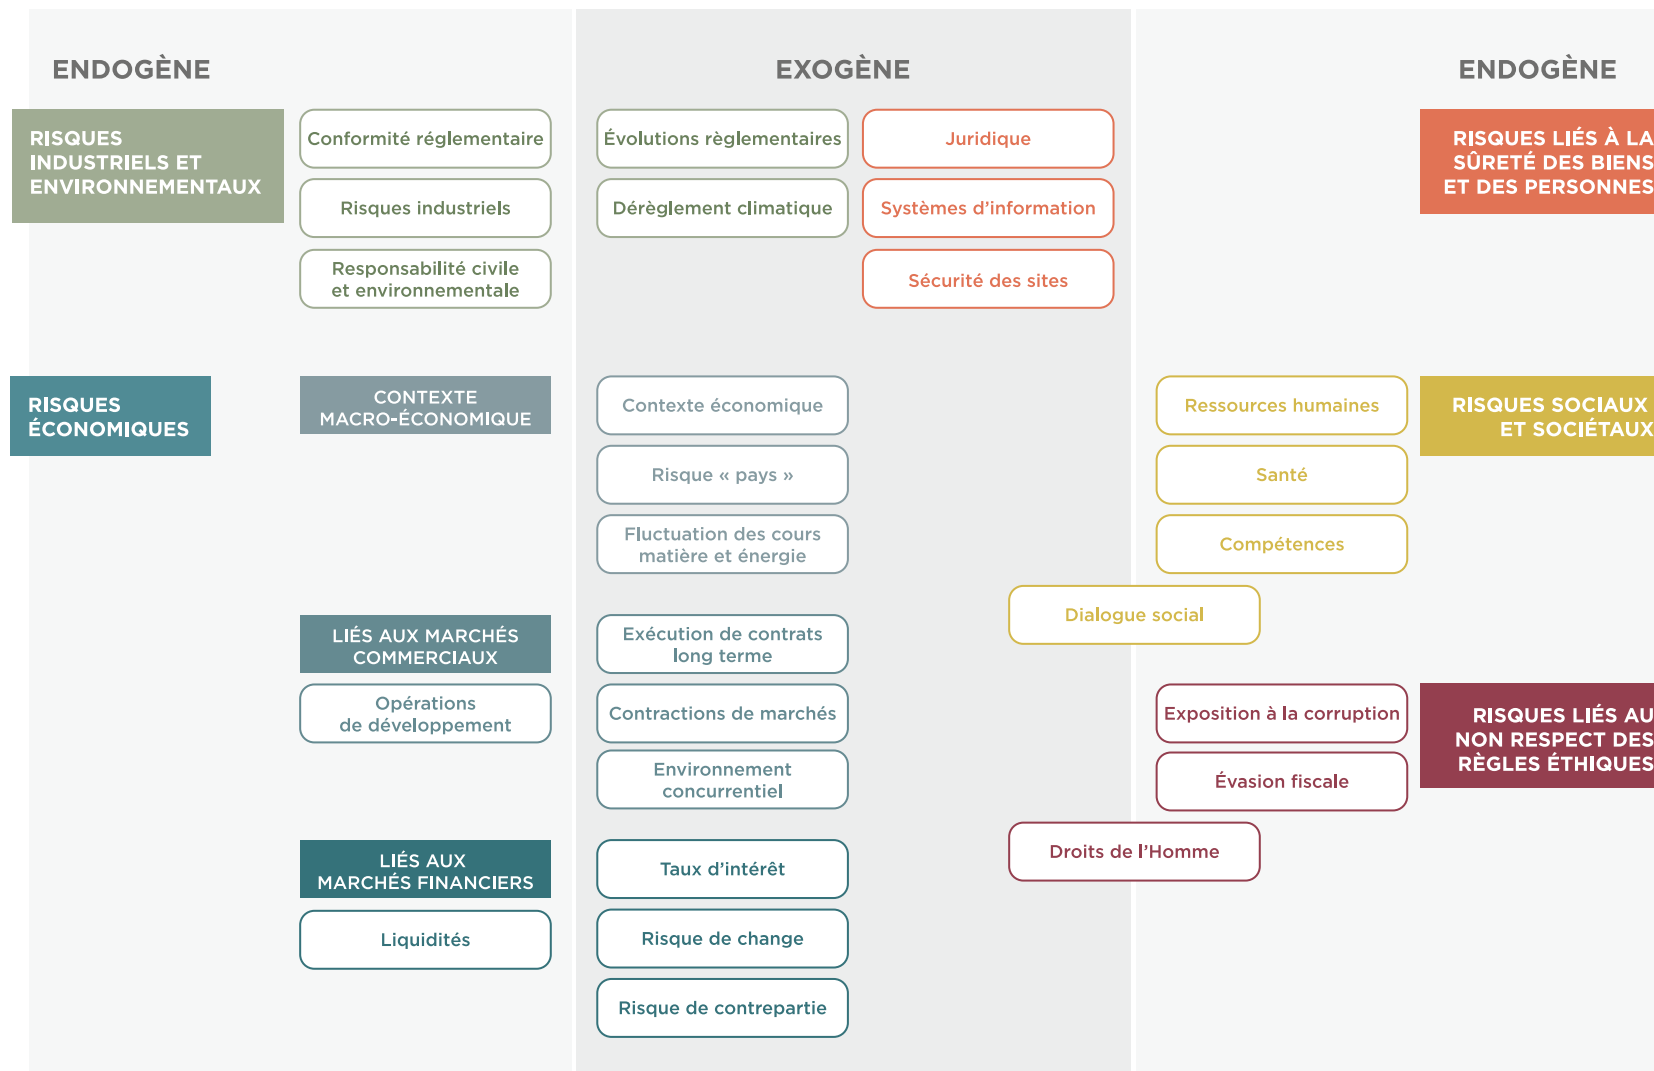 ENDOGÈNE
EXOGÈNE
ENDOGÈNE
RISQUES
INDUSTRIELS ET
ENVIRONNEMENTAUX
Conformité réglementaire
Risques industriels
Responsabilité civile
et environnementale
Évolutions règlementaires
Dérèglement climatique
Juridique
Systèmes d’information
Sécurité des sites
RISQUES LIÉS À LA
SÛRETÉ DES BIENS
ET DES PERSONNES
RISQUES
ÉCONOMIQUES
CONTEXTE
MACRO-ÉCONOMIQUE
Contexte économique
Risque « pays »
Fluctuation des cours
matière et énergie
Ressources humaines
Santé
Compétences
Dialogue social
RISQUES SOCIAUX
ET SOCIÉTAUX
LIÉS AUX MARCHÉS
COMMERCIAUX
Opérations
de développement
Exécution de contrats
long terme
Contractions de marchés
Environnement
concurrentiel
Exposition à la corruption
Évasion fiscale
Droits de l’Homme
RISQUES LIÉS AU
NON RESPECT DES
RÈGLES ÉTHIQUES
LIÉS AUX
MARCHÉS FINANCIERS
Liquidités
Taux d’intérêt
Risque de change
Risque de contrepartie